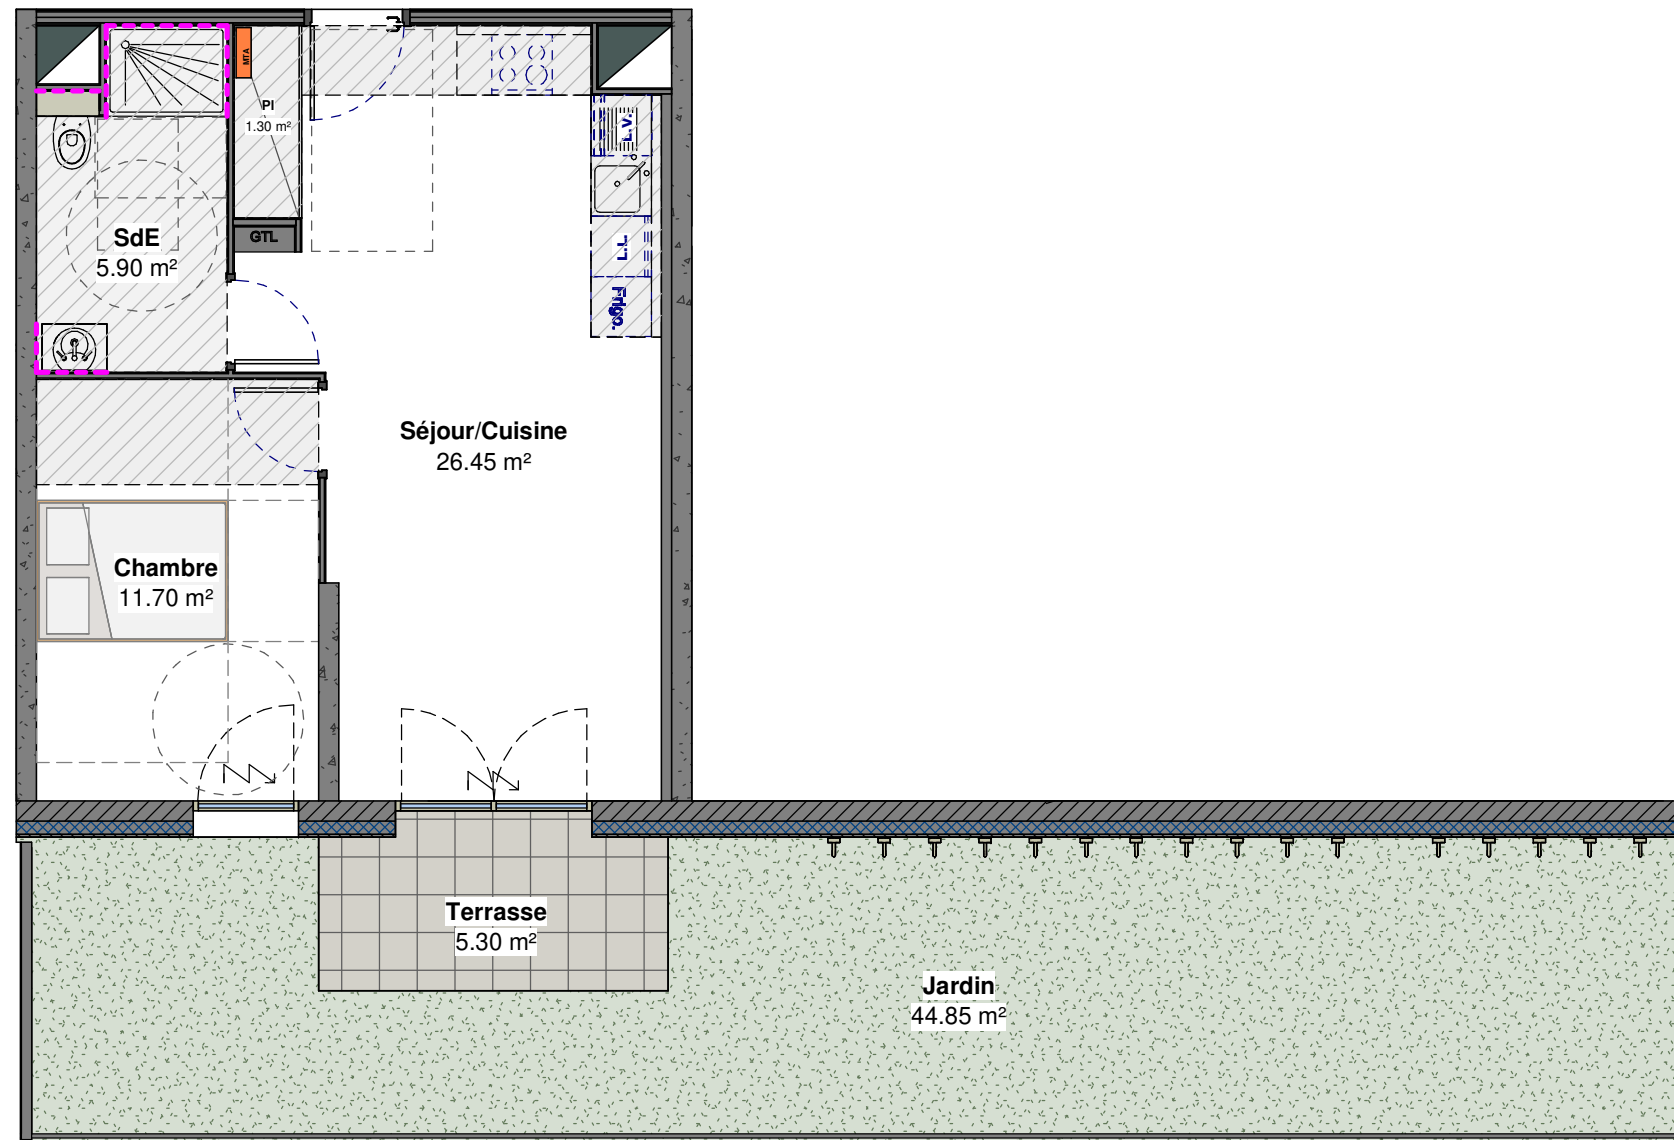 MTA
PI
1.30 m²
L.V.
GTL
SdE
5.90 m²
L.L.
Frigo.
Séjour/Cuisine
26.45 m²
Chambre
11.70 m²
Terrasse
5.30 m²
Jardin
44.85 m²